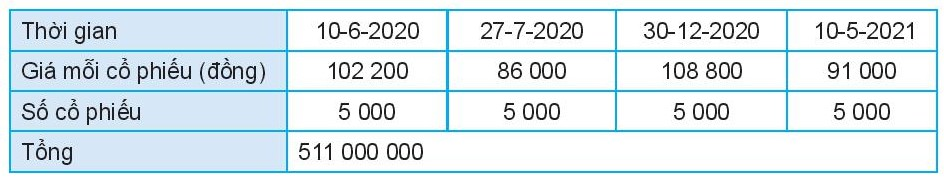 Thời gian 10-6-2020 27-7-2020 30-12-2020 10-5-2021
Giá mỗi cổ phiếu (đồng) 102 200 86 000 108 800 91 000
Số cổ phiếu 5 000 5 000 5 000 5 000
Tổng 511 000 000